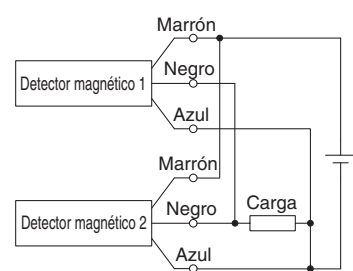 Marrón
Detector magnético 1
Negro
Azul
Marrón
Detector magnético 2
Negro
Carga
Azul